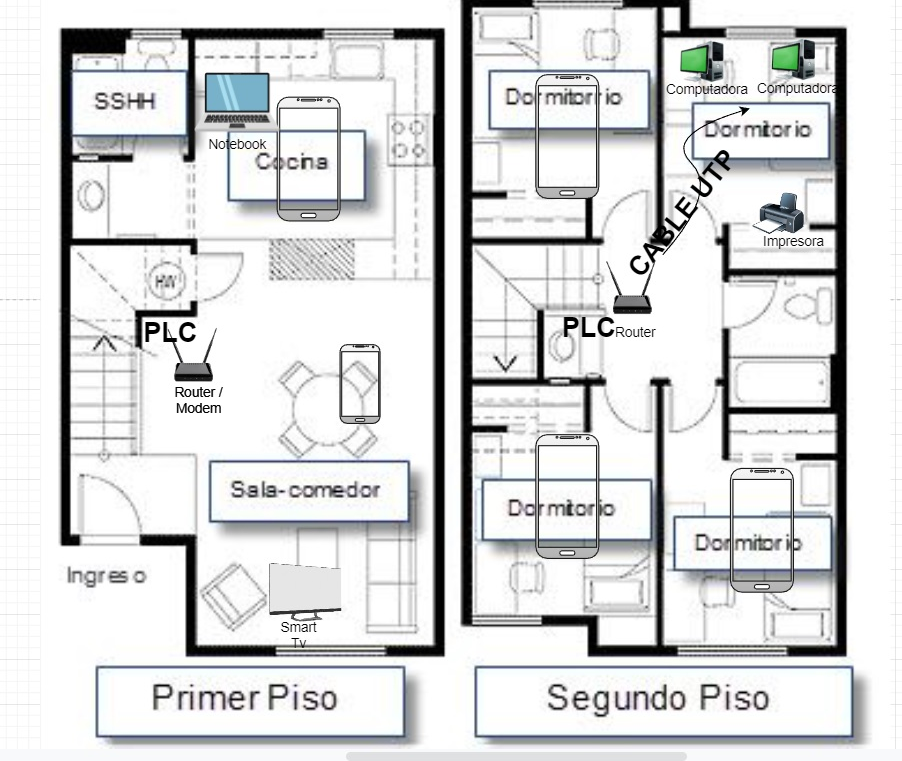 SSHH
Notebook
Cocina
HW
PLC
Router /
Modem
Sala-comedor
Ingreso
Smart
Tv
Primer Piso
Dormitorio
Computadora
Computadora
Dormitorio
CABLE UTP
Impresora
PLC
Router
Dormitorio
Dormitorio
Segundo Piso